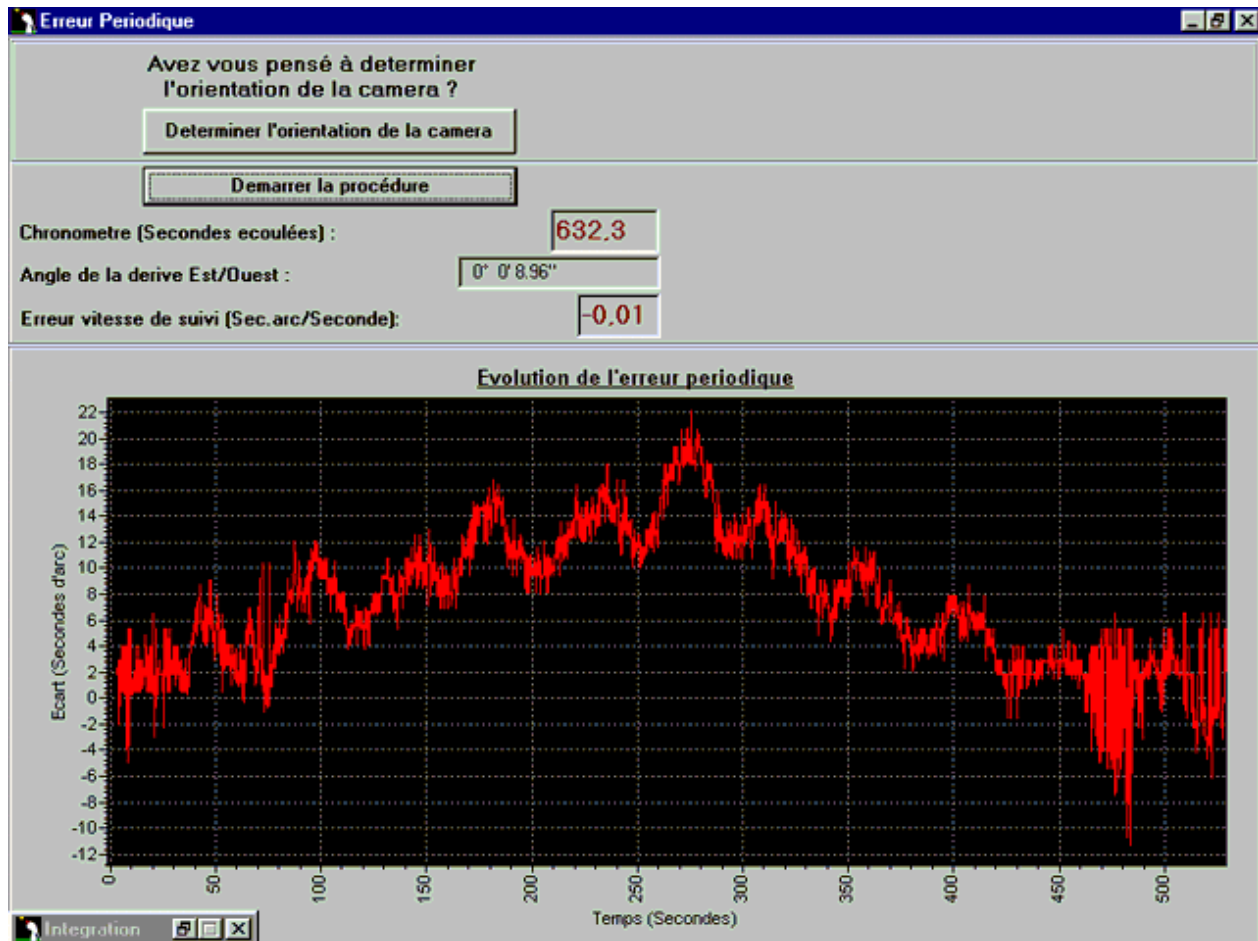 Erreur Periodique
Avez vous pensé à determiner
l'orientation de la camera ?
Determiner l'orientation de la camera
Demarrer la procédure
Chronometre (Secondes ecoulées) : 632,3
Angle de la derive Est/Ouest : 0° 0' 8.96"
Erreur vitesse de suivi (Sec.arc/Seconde): -0,01
Evolution de l'erreur periodique
22
20
18
16
14
12
10
8
6
4
2
0
-2
-4
-6
-8
-10
-12
Ecart (Secondes d'arc)
0 50 100 150 200 250 300 350 400 450 500
Temps (Secondes)
Integration